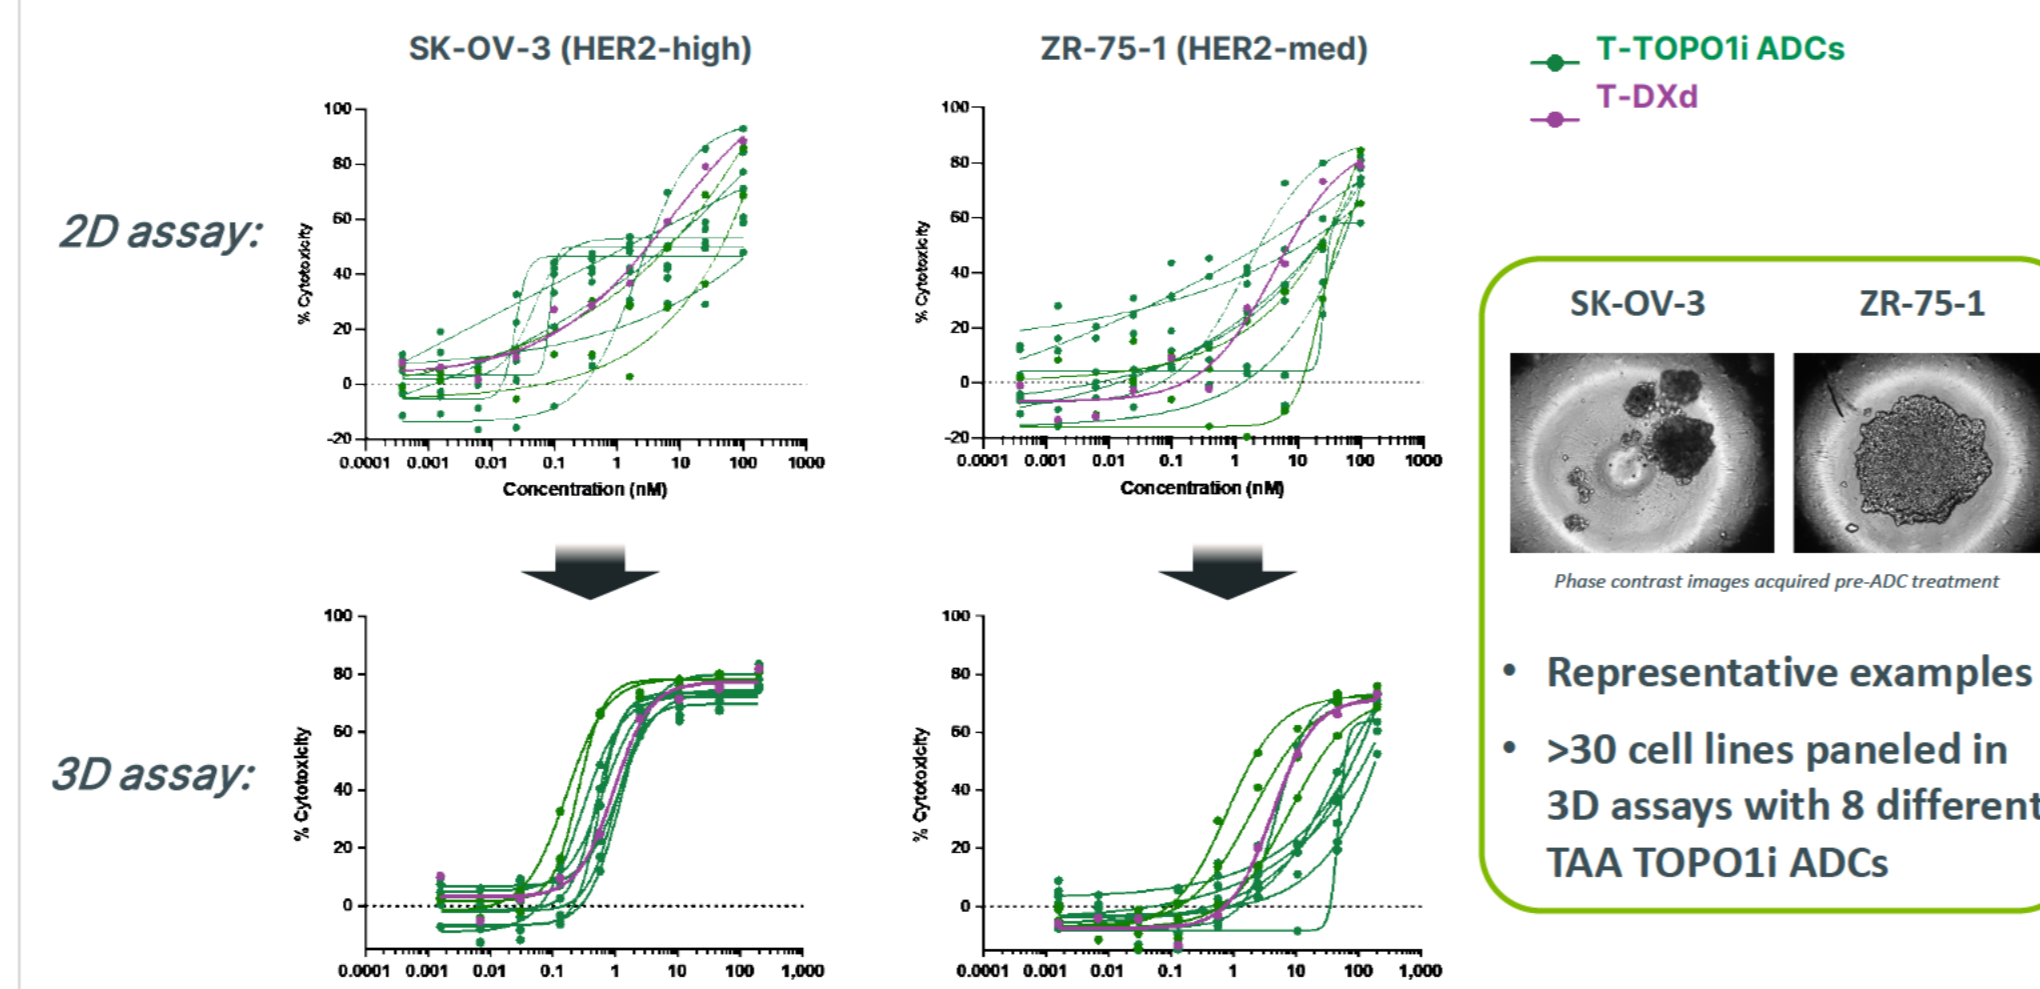 SK-OV-3 (HER2-high)
ZR-75-1 (HER2-med)
T-TOPO1i ADCs
T-DXd
2D assay:
% Cytotoxicity
100
80
60
40
20
0
-20
0.0001 0.001 0.01 0.1 1 10 100 1000
Concentration (nM)
% Cytotoxicity
100
80
60
40
20
0
-20
0.0001 0.001 0.01 0.1 1 10 100 1000
Concentration (nM)
3D assay:
% Cytotoxicity
100
80
60
40
20
0
0.0001 0.001 0.01 0.1 1 10 100 1,000
% Cytotoxicity
100
80
60
40
20
0
0.0001 0.001 0.01 0.1 1 10 100 1,000
SK-OV-3
ZR-75-1
Phase contrast images acquired pre-ADC treatment
• Representative examples
• >30 cell lines paneled in
3D assays with 8 different
TAA TOPO1i ADCs